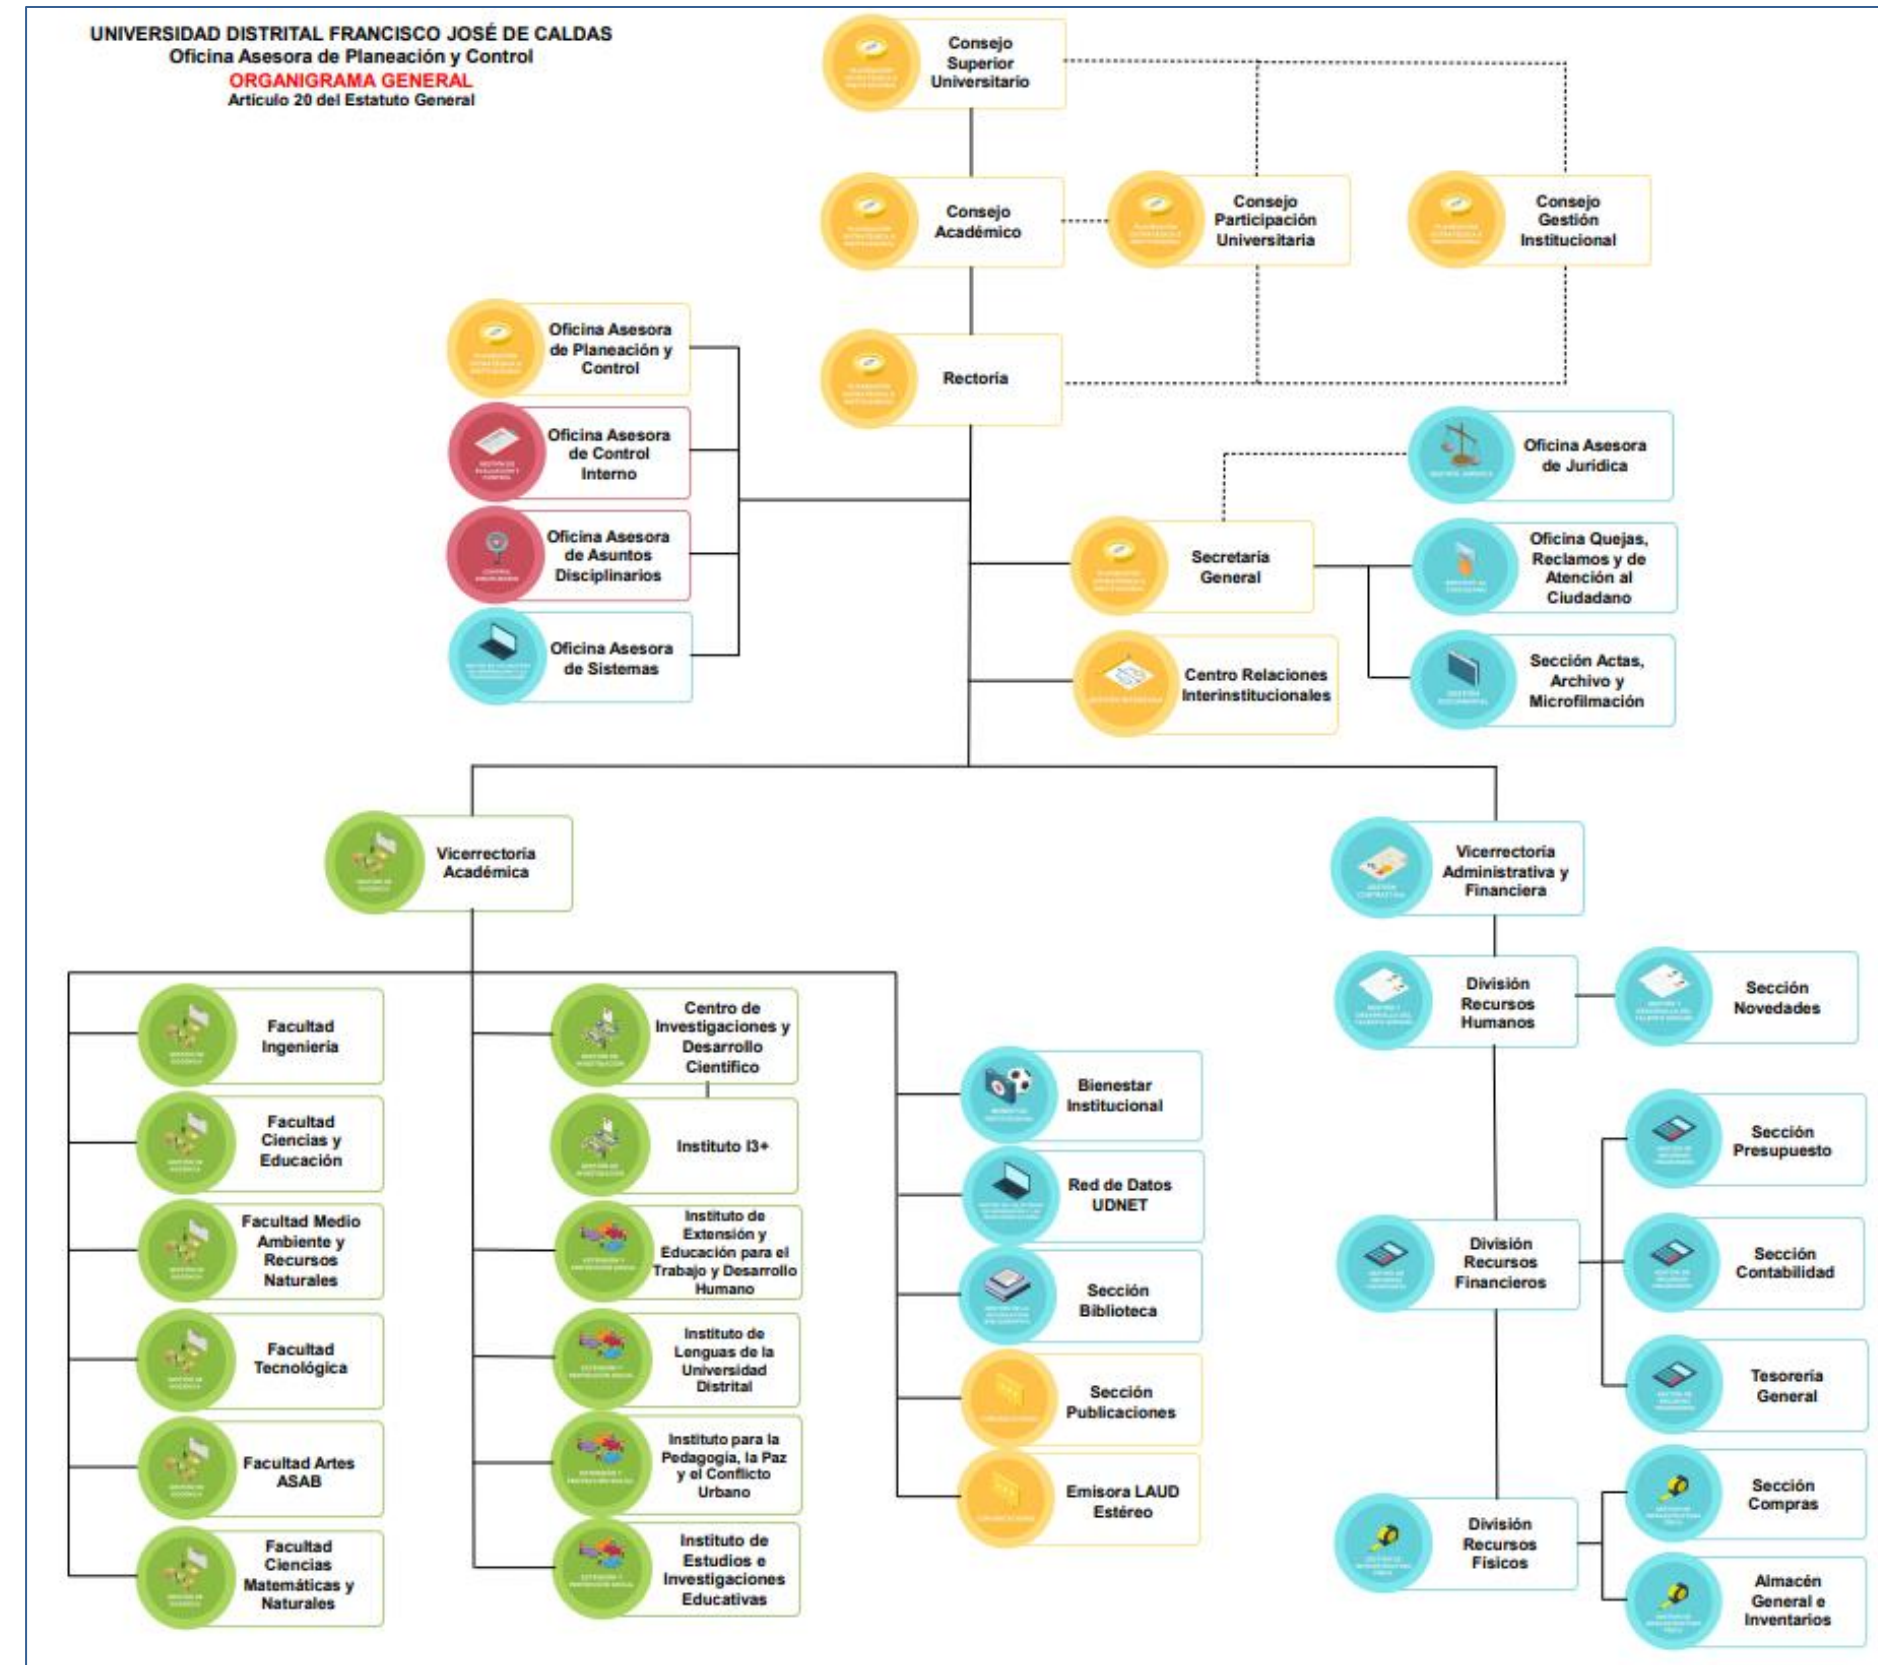 UNIVERSIDAD DISTRITAL FRANCISCO JOSÉ DE CALDAS
Oficina Asesora de Planeación y Control
ORGANIGRAMA GENERAL
Artículo 20 del Estatuto General
Consejo
Superior
Universitario
Consejo
Académico
Consejo
Participación
Universitaria
Consejo
Gestión
Institucional
Rectoría
Oficina Asesora
de Planeación y
Control
Oficina Asesora
de Control
Interno
Oficina Asesora
de Asuntos
Disciplinarios
Oficina Asesora
de Sistemas
Oficina Asesora
de Jurídica
Secretaria
General
Oficina Quejas,
Reclamos y de
Atención al
Ciudadano
Centro Relaciones
Interinstitucionales
Sección Actas,
Archivo y
Microfilmación
Vicerrectoría
Académica
Vicerrectoría
Administrativa y
Financiera
Facultad
Ingeniería
Facultad
Ciencias y
Educación
Facultad Medio
Ambiente y
Recursos
Naturales
Facultad
Tecnológica
Facultad Artes
ASAB
Facultad
Ciencias
Matemáticas y
Naturales
Centro de
Investigaciones y
Desarrollo
Científico
Instituto I3+
Instituto de
Extensión y
Educación para el
Trabajo y Desarrollo
Humano
Instituto de
Lenguas de la
Universidad
Distrital
Instituto para la
Pedagogía, la Paz
y el Conflicto
Urbano
Instituto de
Estudios e
Investigaciones
Educativas
Bienestar
Institucional
Red de Datos
UDNET
Sección
Biblioteca
Sección
Publicaciones
Emisora LAUD
Estéreo
División
Recursos
Humanos
Sección
Novedades
División
Recursos
Financieros
Sección
Presupuesto
Sección
Contabilidad
Tesorería
General
División
Recursos
Físicos
Sección
Compras
Almacén
General e
Inventarios